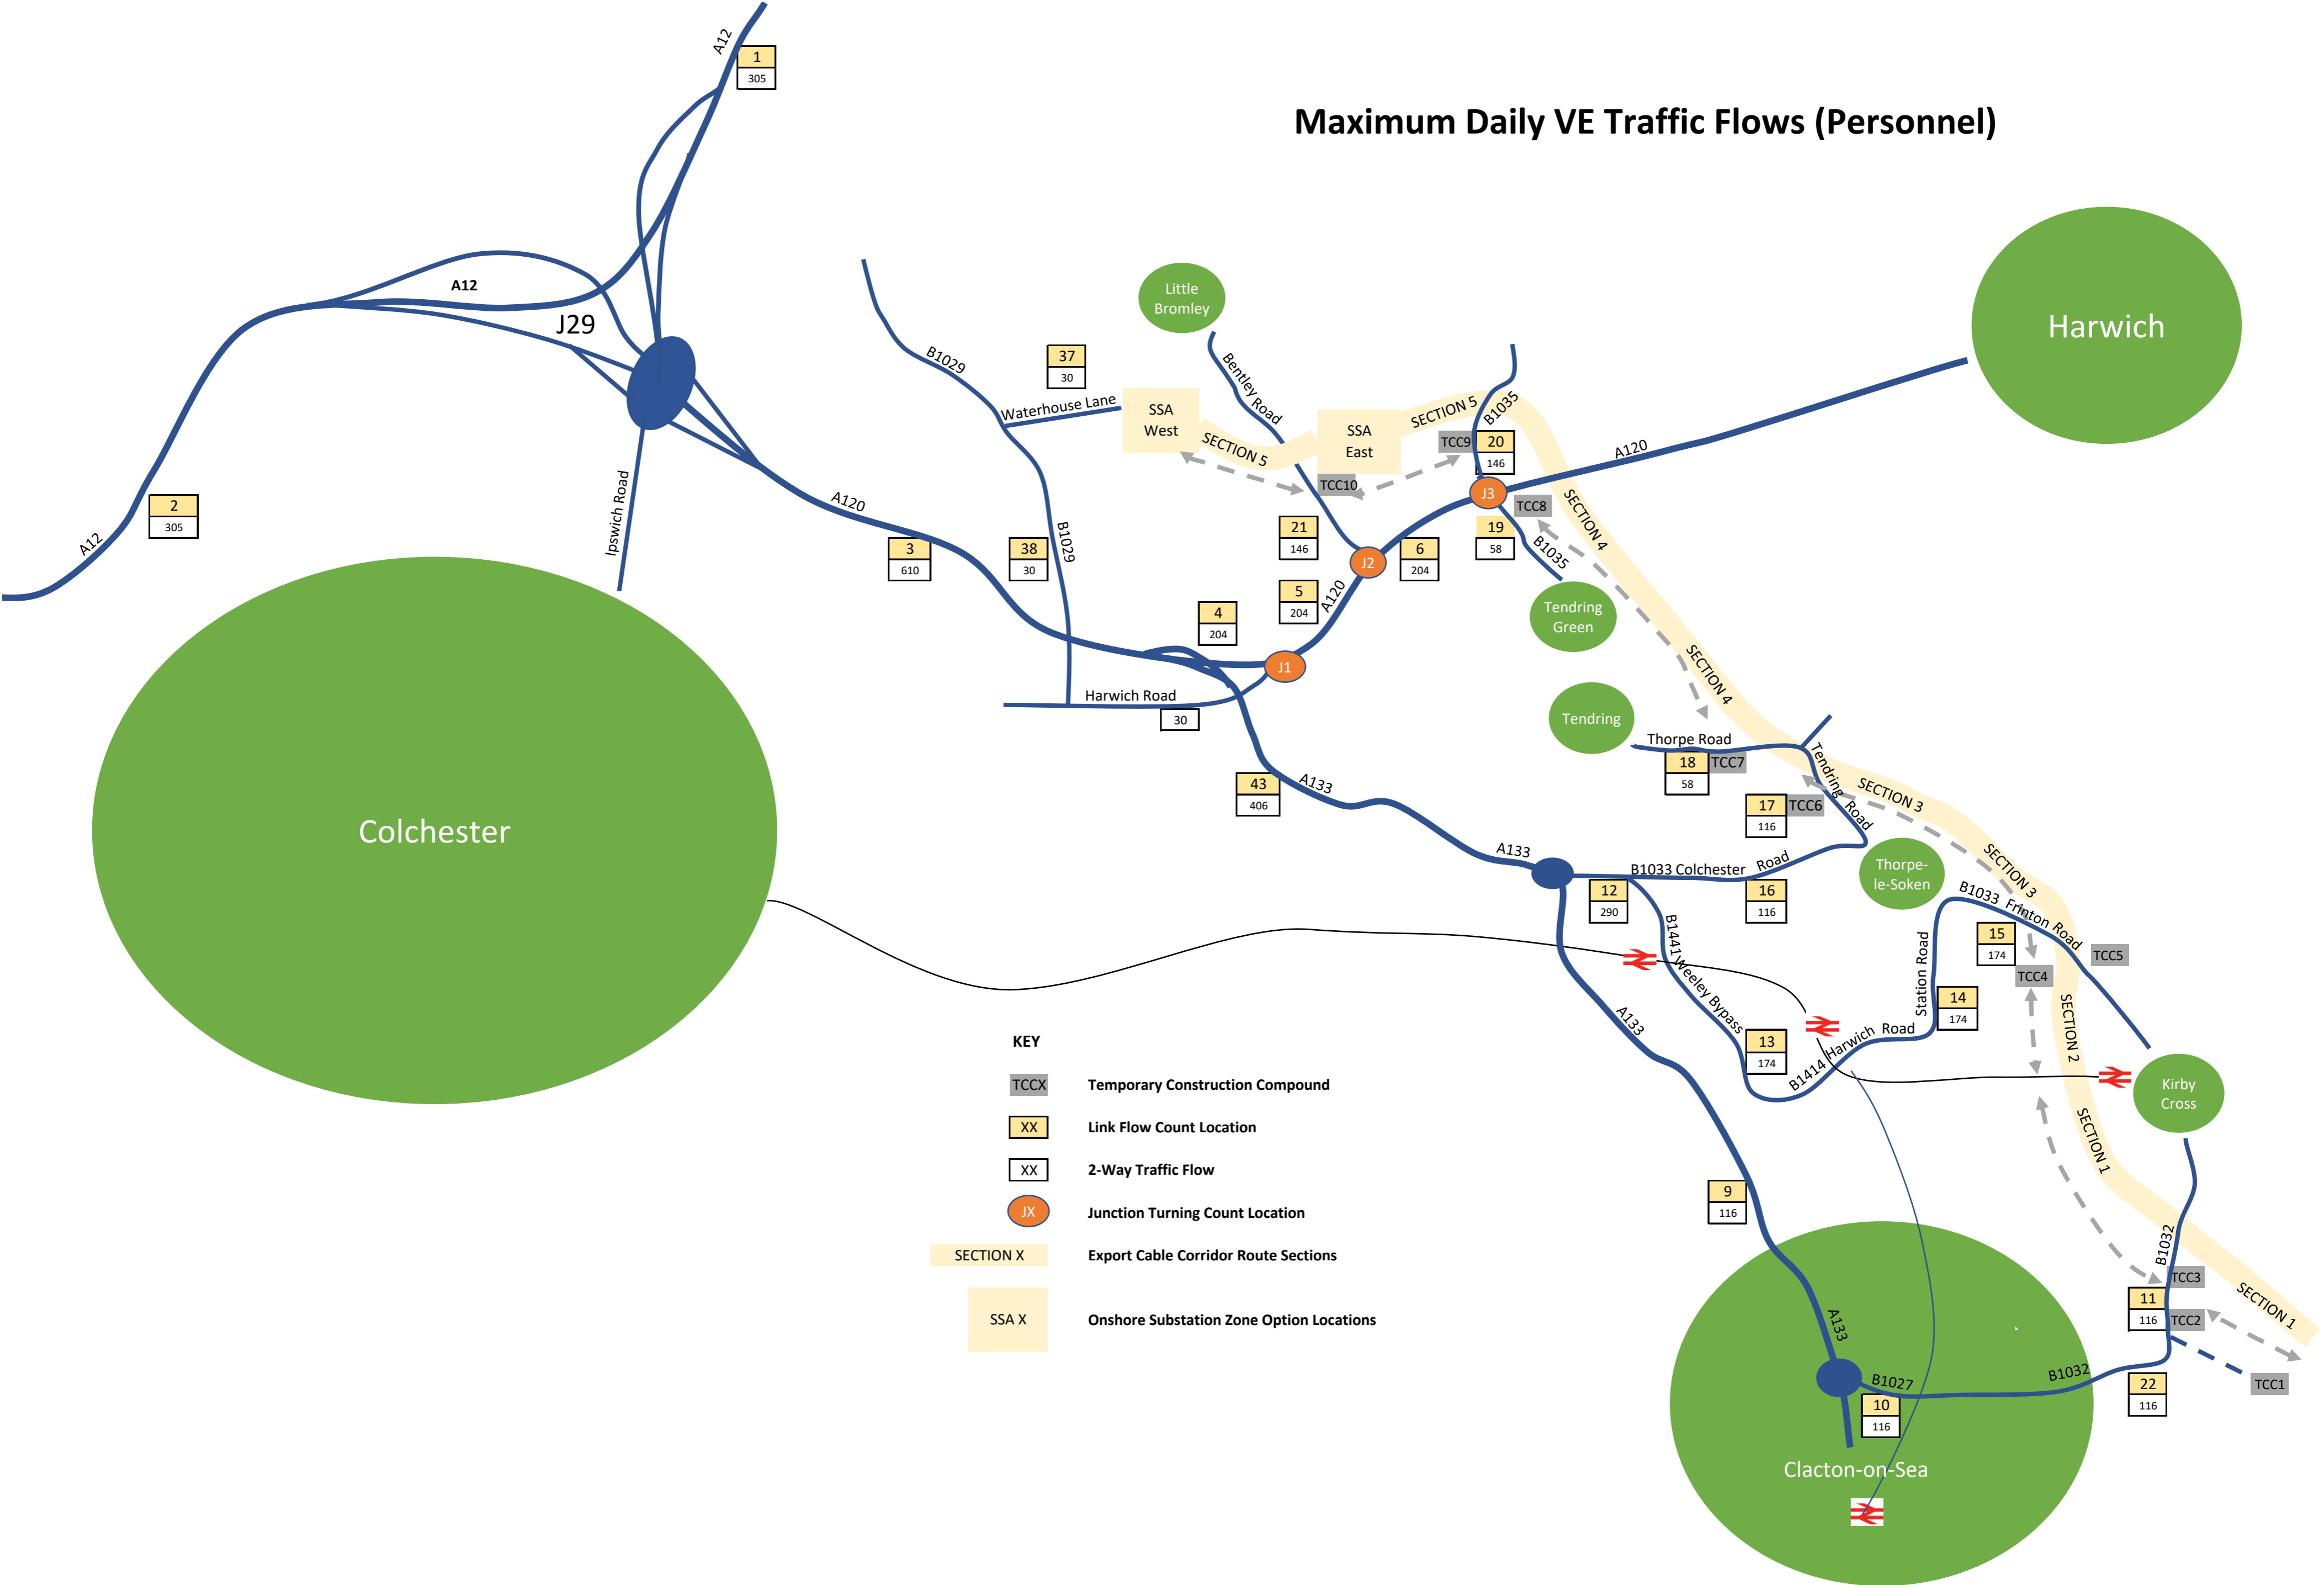 Maximum Daily VE Traffic Flows (Personnel)
A12
1
305
A12
J29
2
305
A12
Ipswich Road
A120
3
610
Colchester
B1029
37
30
Waterhouse Lane
38
30
B1029
Little
Bromley
Bentley Road
SSA
West
SECTION 5
SSA
East
SECTION 5
B1035
TCC9
20
146
TCC10
J3
TCC8
A120
Harwich
21
146
J2
6
204
19
58
B1035
SECTION 4
5
204
A120
4
204
J1
Harwich Road
30
Tendring
Green
SECTION 4
Tendring
Thorpe Road
18
58
TCC7
Tendring Road
17
116
TCC6
SECTION 3
43
406
A133
A133
B1033 Colchester Road
12
290
16
116
Thorpe-
le-Soken
SECTION 3
B1033 Frinton Road
15
174
TCC4
TCC5
B1441 Weeley Bypass
Station Road
14
174
13
174
B1414 Harwich Road
SECTION 2
A133
Kirby
Cross
SECTION 1
9
116
B1032
TCC3
11
116
TCC2
SECTION 1
A133
B1027
B1032
10
116
22
116
TCC1
Clacton-on-Sea
KEY
TCCX
Temporary Construction Compound
XX
Link Flow Count Location
XX
2-Way Traffic Flow
JX
Junction Turning Count Location
SECTION X
Export Cable Corridor Route Sections
SSA X
Onshore Substation Zone Option Locations